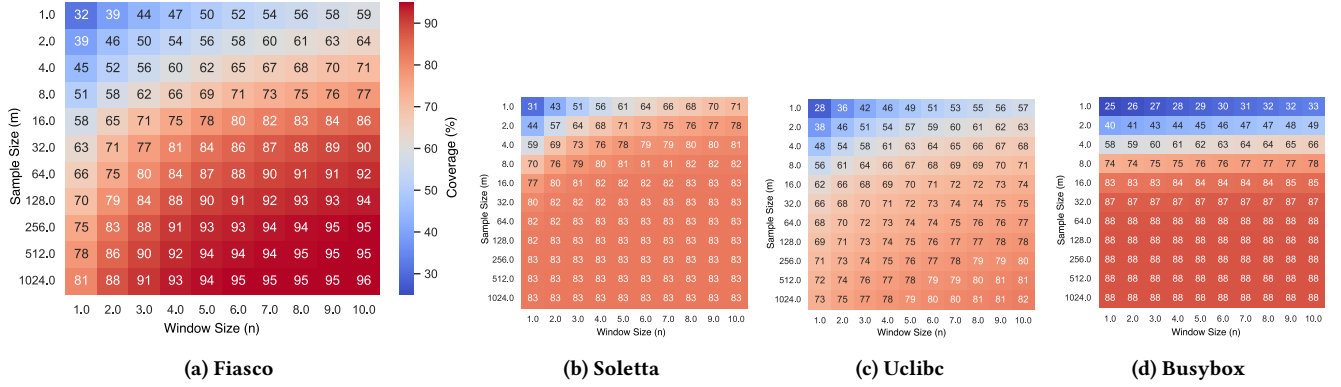 1.0 32 39 44 47 50 52 54 56 58 59
2.0 39 46 50 54 56 58 60 61 63 64
4.0 45 52 56 60 62 65 67 68 70 71
8.0 51 58 62 66 69 71 73 75 76 77
16.0 58 65 71 75 78 80 82 83 84 86
32.0 63 71 77 81 84 86 87 88 89 90
64.0 66 75 80 84 87 88 90 91 91 92
128.0 70 79 84 88 90 91 92 93 93 94
256.0 75 83 88 91 93 93 94 94 95 95
512.0 78 86 90 92 94 94 94 95 95 95
1024.0 81 88 91 93 94 95 95 95 95 96
1.0 2.0 3.0 4.0 5.0 6.0 7.0 8.0 9.0 10.0
Window Size (n)
Sample Size (m)
90
80
70
60
50
40
30
Coverage (%)
(a) Fiasco
1.0 31 43 51 56 61 64 66 68 70 71
2.0 44 57 64 68 71 73 75 76 77 78
4.0 59 69 73 76 78 79 79 80 80 81
8.0 70 76 79 80 81 81 81 82 82 82
16.0 77 80 81 82 82 82 82 83 83 83
32.0 80 82 82 82 83 83 83 83 83 83
64.0 82 82 83 83 83 83 83 83 83 83
128.0 82 83 83 83 83 83 83 83 83 83
256.0 83 83 83 83 83 83 83 83 83 83
512.0 83 83 83 83 83 83 83 83 83 83
1024.0 83 83 83 83 83 83 83 83 83 83
1.0 2.0 3.0 4.0 5.0 6.0 7.0 8.0 9.0 10.0
Window Size (n)
Sample Size (m)
(b) Soletta
1.0 28 36 42 46 49 51 53 55 56 57
2.0 38 46 51 54 57 59 60 61 62 63
4.0 48 54 58 61 63 64 65 66 67 68
8.0 56 61 64 66 67 68 69 69 70 71
16.0 62 66 68 69 70 71 72 72 73 74
32.0 66 68 70 71 72 73 74 74 75 75
64.0 68 70 72 73 74 74 75 76 76 77
128.0 69 71 73 74 75 76 77 77 78 78
256.0 71 73 74 75 76 77 78 79 79 80
512.0 72 74 76 77 78 79 79 80 81 81
1024.0 73 75 77 78 79 80 80 81 81 82
1.0 2.0 3.0 4.0 5.0 6.0 7.0 8.0 9.0 10.0
Window Size (n)
Sample Size (m)
(c) Uclibc
1.0 25 26 27 28 29 30 31 32 32 33
2.0 40 41 43 44 45 46 47 47 48 49
4.0 58 59 60 61 62 63 64 64 65 66
8.0 74 74 75 75 76 76 77 77 77 78
16.0 83 83 84 84 84 84 84 84 85 85
32.0 87 87 87 87 87 87 87 87 87 87
64.0 88 88 88 88 88 88 88 88 88 88
128.0 88 88 88 88 88 88 88 88 88 88
256.0 88 88 88 88 88 88 88 88 88 88
512.0 88 88 88 88 88 88 88 88 88 88
1024.0 88 88 88 88 88 88 88 88 88 88
1.0 2.0 3.0 4.0 5.0 6.0 7.0 8.0 9.0 10.0
Window Size (n)
Sample Size (m)
(d) Busybox